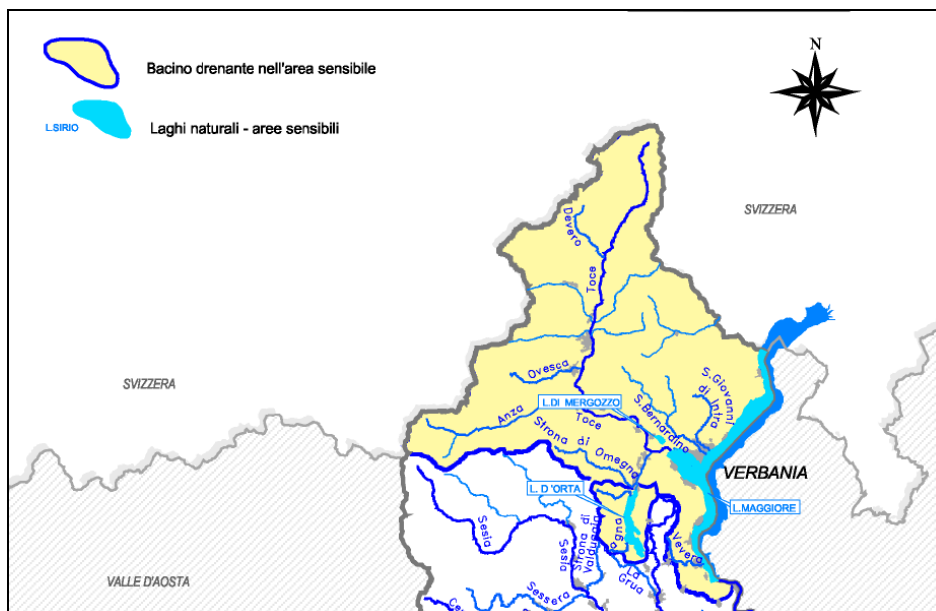 Bacino drenante nell'area sensibile
L.SIRIO
Laghi naturali - aree sensibili
N
SVIZZERA
Devero
Toce
SVIZZERA
Ovesca
S.Giovanni
di Intra
L.DI MERGOZZO
S.Bernardino
Anza
Toce
Strona di Omegna
VERBANIA
L. D'ORTA
L.MAGGIORE
Sesia
Sesia
Strona di
Valduggia
Vevera
La
Grua
Sessera
VALLE D'AOSTA